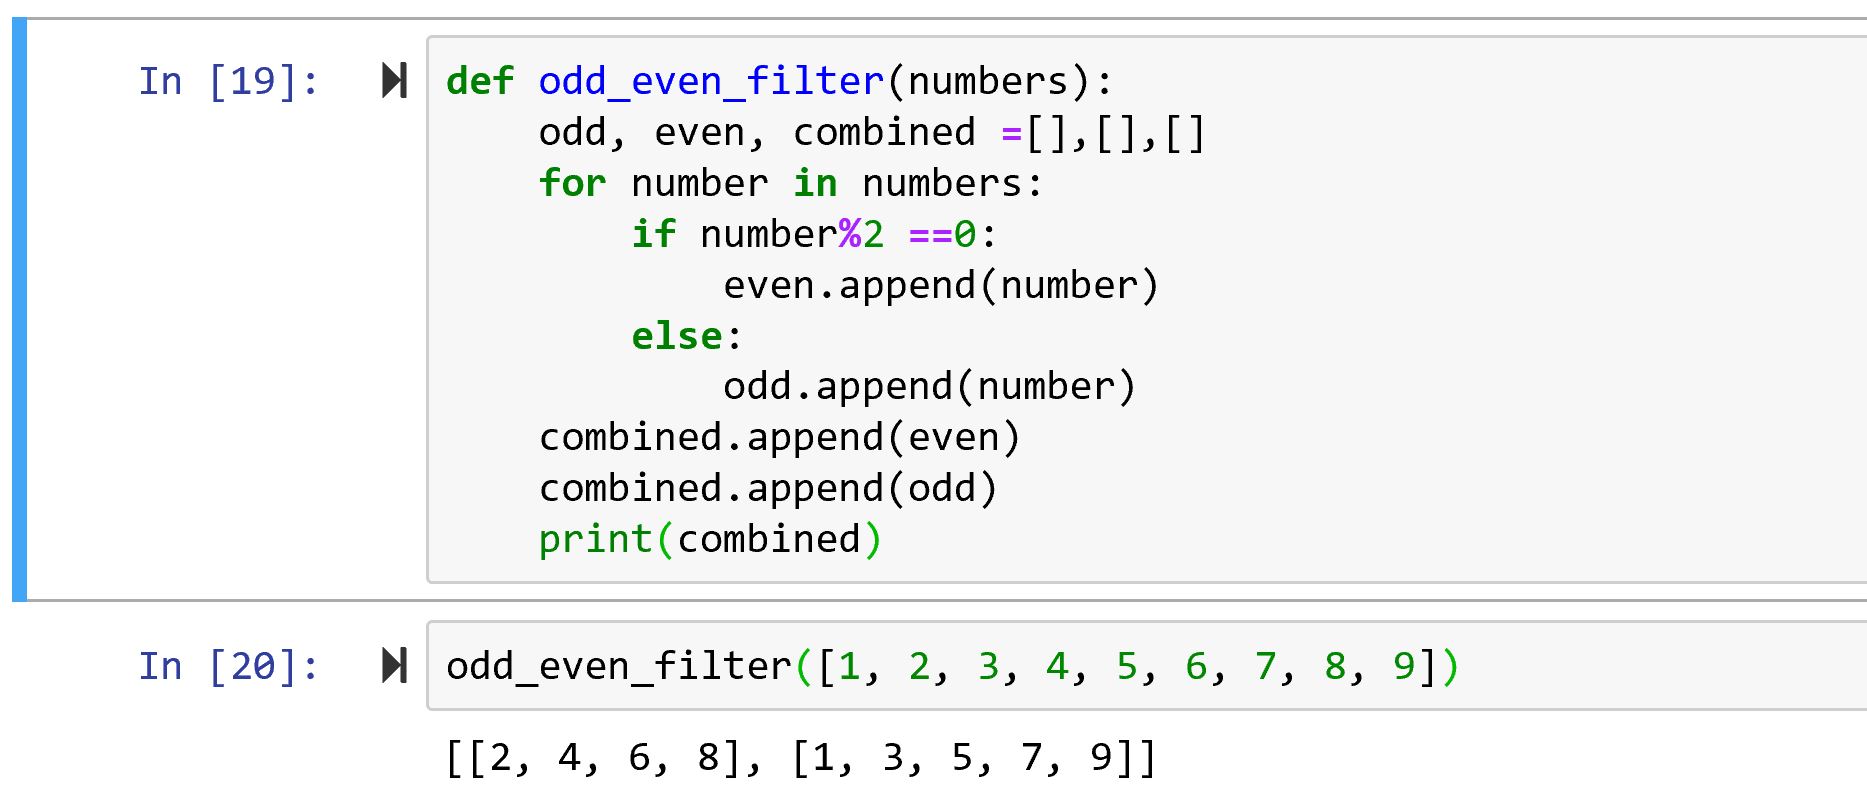 In [19]:
def odd_even_filter(numbers):
    odd, even, combined =[],[],[]
    for number in numbers:
        if number%2 ==0:
            even.append(number)
        else:
            odd.append(number)
    combined.append(even)
    combined.append(odd)
    print(combined)
In [20]:
odd_even_filter([1, 2, 3, 4, 5, 6, 7, 8, 9])
[[2, 4, 6, 8], [1, 3, 5, 7, 9]]